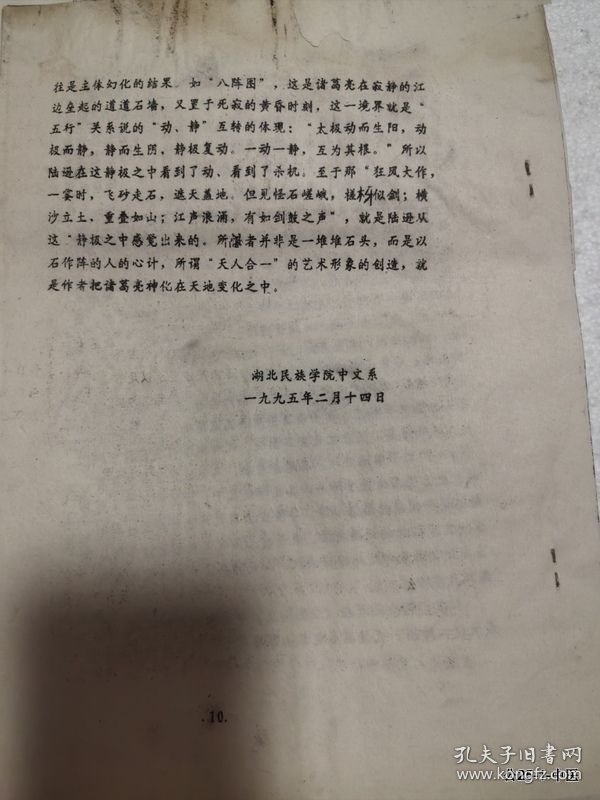 往是主体幻化的结果。如“八阵图”，这是诸葛亮在寂静的江
边垒起的道道石墙，又置于死寂的黄昏时刻，这一境界就是“
五行”关系说的“动、静”互转的体现：“太极动而生阳，动
极而静，静而生阴，静极复动。一动一静，互为其根。”所以
陆逊在这静极之中看到了动、看到了杀机。至于那“狂风大作，
一霎时，飞砂走石，遮天盖地。但见怪石嵯峨，槎枒似剑；横
沙立土、重叠如山；江声浪涌，有如剑鼓之声”，就是陆逊从
这“静极之中感觉出来的。所瀑者并非是一堆堆石头，而是以
石作阵的人的心计，所谓“天人合一”的艺术形象的创造，就
是作者把诸葛亮神化在天地变化之中。
湖北民族学院中文系
一九九五年二月十四日
.10.
孔夫子旧书网